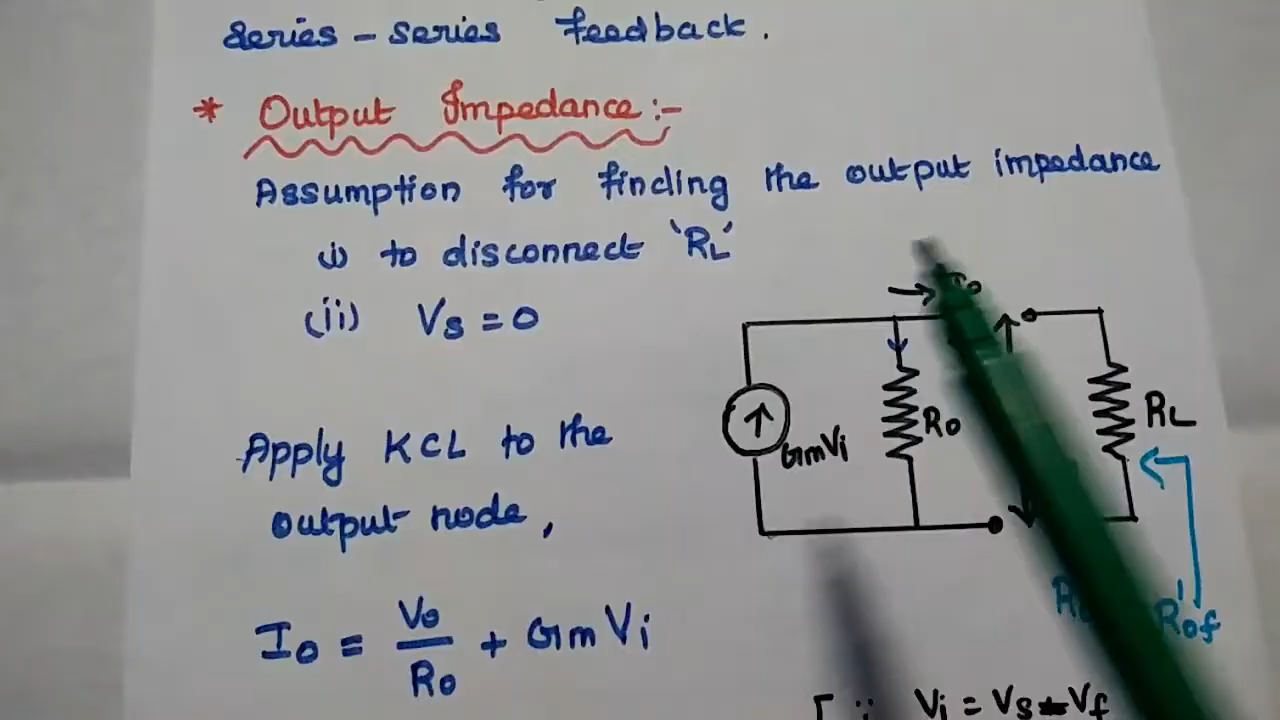 Series - Series feedback.
* Output Impedance :-
Assumption for finding the output impedance
(i) to disconnect 'RL'
(ii) Vs = 0
Io
GmVi
Ro
RL
Apply KCL to the
output node,
R'of
Io = Vo/Ro + GmVi
[ ∵ Vi = Vs - Vf